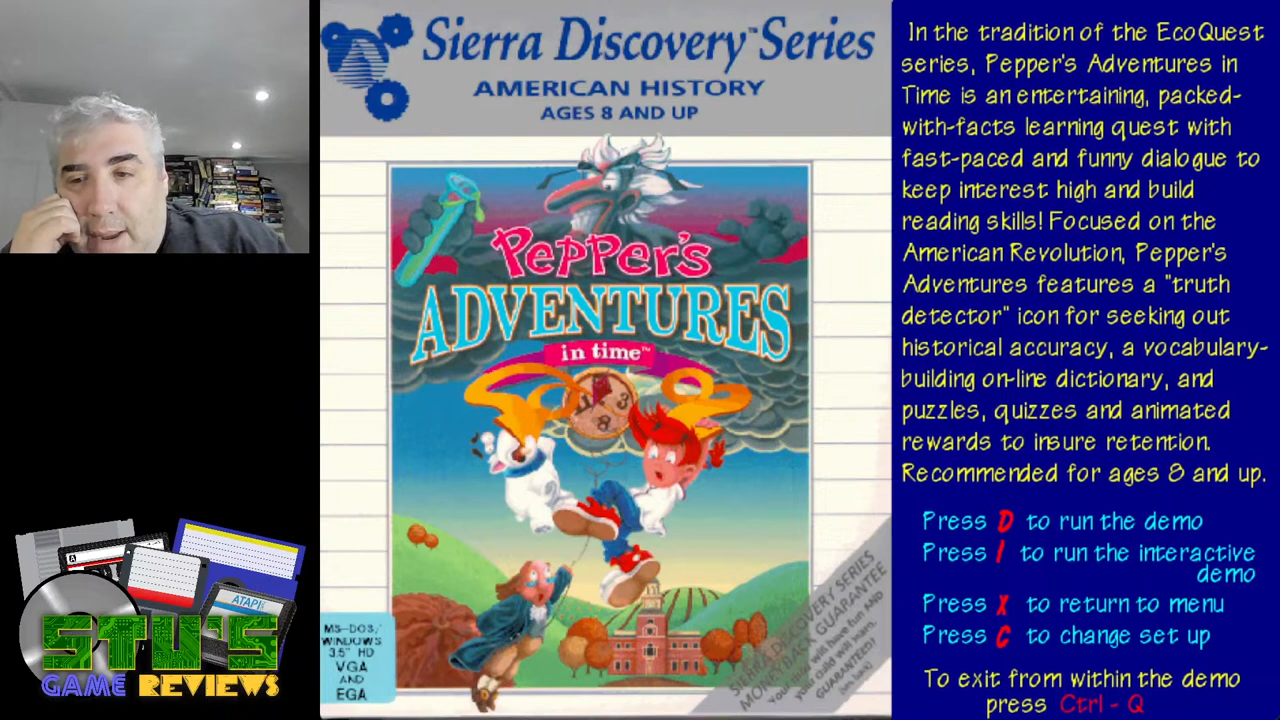 Sierra Discovery™ Series
AMERICAN HISTORY
AGES 8 AND UP
Pepper's
ADVENTURES
in time™
MS-DOS/
WINDOWS
3.5" HD
VGA
AND
EGA
In the tradition of the EcoQuest
series, Pepper's Adventures in
Time is an entertaining, packed-
with-facts learning quest with
fast-paced and funny dialogue to
keep interest high and build
reading skills! Focused on the
American Revolution, Pepper's
Adventures features a "truth
detector" icon for seeking out
historical accuracy, a vocabulary-
building on-line dictionary, and
puzzles, quizzes and animated
rewards to insure retention.
Recommended for ages 8 and up.
Press D to run the demo
Press I to run the interactive
demo
Press X to return to menu
Press C to change set up
To exit from within the demo
press Ctrl - Q
ATARI
STU'S
GAME REVIEWS